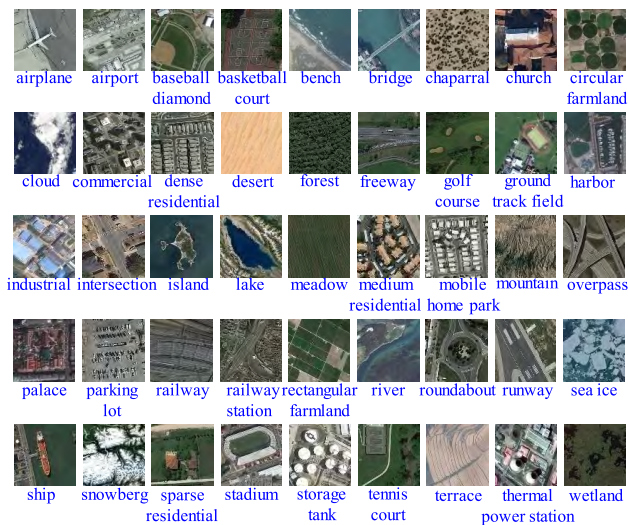 airplane airport baseball basketball bench bridge chaparral church circular
diamond court farmland
cloud commercial dense desert forest freeway golf ground harbor
residential course track field
industrial intersection island lake meadow medium mobile mountain overpass
residential home park
palace parking railway railway rectangular river roundabout runway sea ice
lot station farmland
ship snowberg sparse stadium storage tennis terrace thermal wetland
residential tank court power station